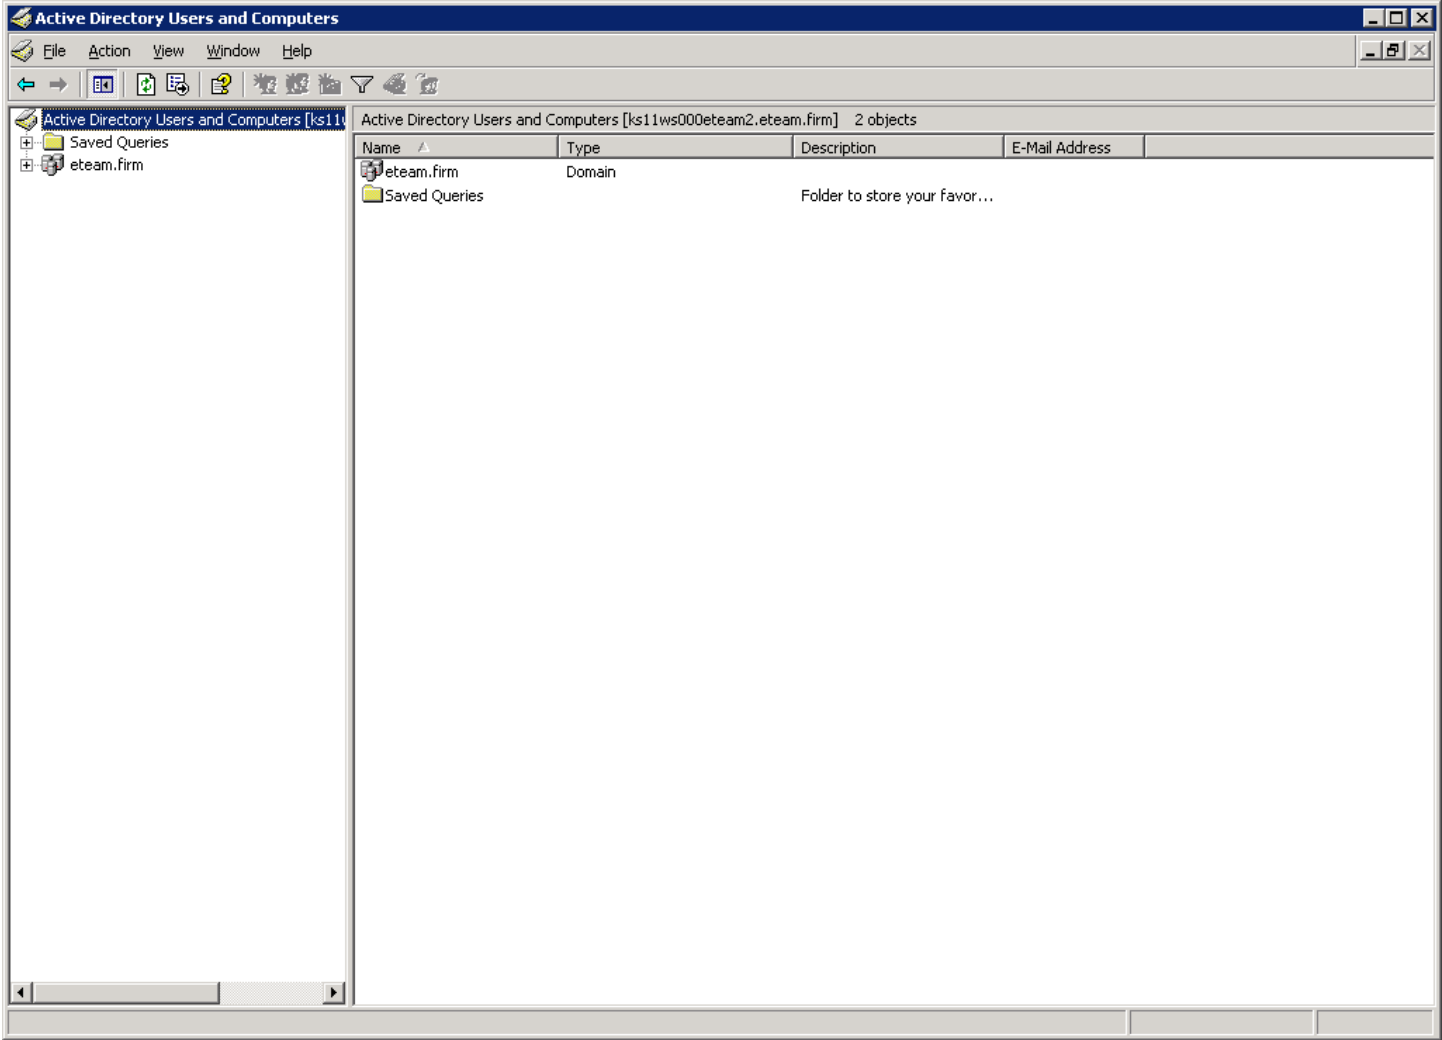 Active Directory Users and Computers
File Action View Window Help
Active Directory Users and Computers [ks11
Saved Queries
eteam.firm
Active Directory Users and Computers [ks11ws000eteam2.eteam.firm] 2 objects
Name Type Description E-Mail Address
eteam.firm Domain
Saved Queries Folder to store your favor...